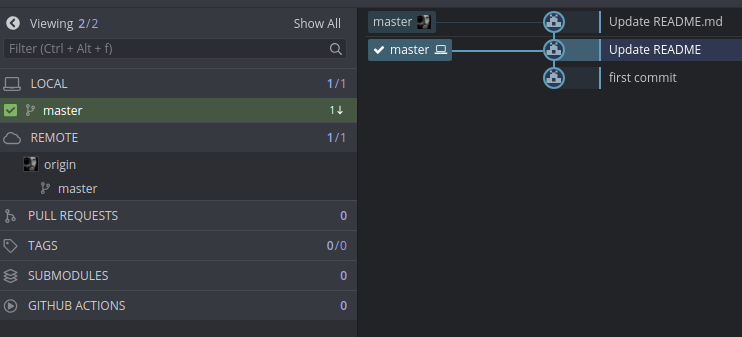 Viewing 2/2 Show All
Filter (Ctrl + Alt + f)
LOCAL 1/1
master 1↓
REMOTE 1/1
origin
master
PULL REQUESTS 0
TAGS 0/0
SUBMODULES 0
GITHUB ACTIONS 0
master Update README.md
master Update README
first commit